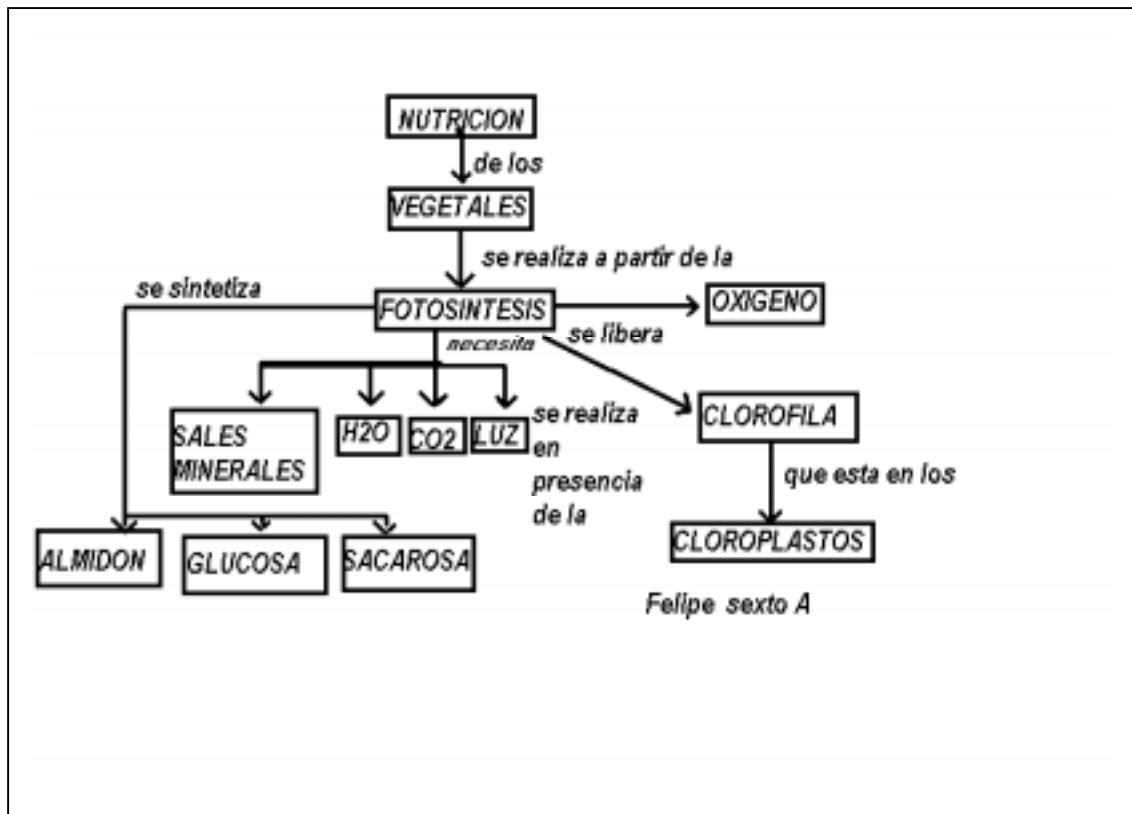 NUTRICION
de los
VEGETALES
se realiza a partir de la
se sintetiza
FOTOSINTESIS
OXIGENO
necesita
se libera
SALES
MINERALES
H2O
CO2
LUZ
se realiza
en
presencia
de la
CLOROFILA
que esta en los
CLOROPLASTOS
ALMIDON
GLUCOSA
SACAROSA
Felipe sexto A